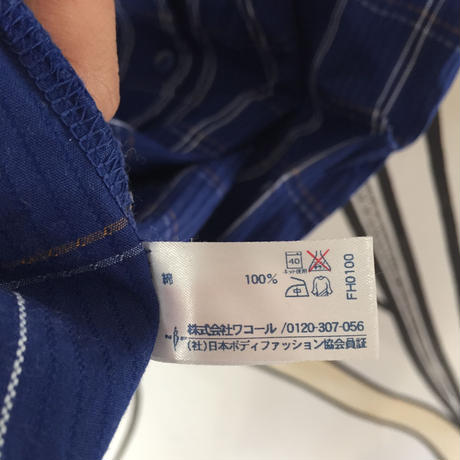 綿 100%
40
ネット使用
中
FH0100
株式会社ワコール/0120-307-056
(社)日本ボディファッション協会員証